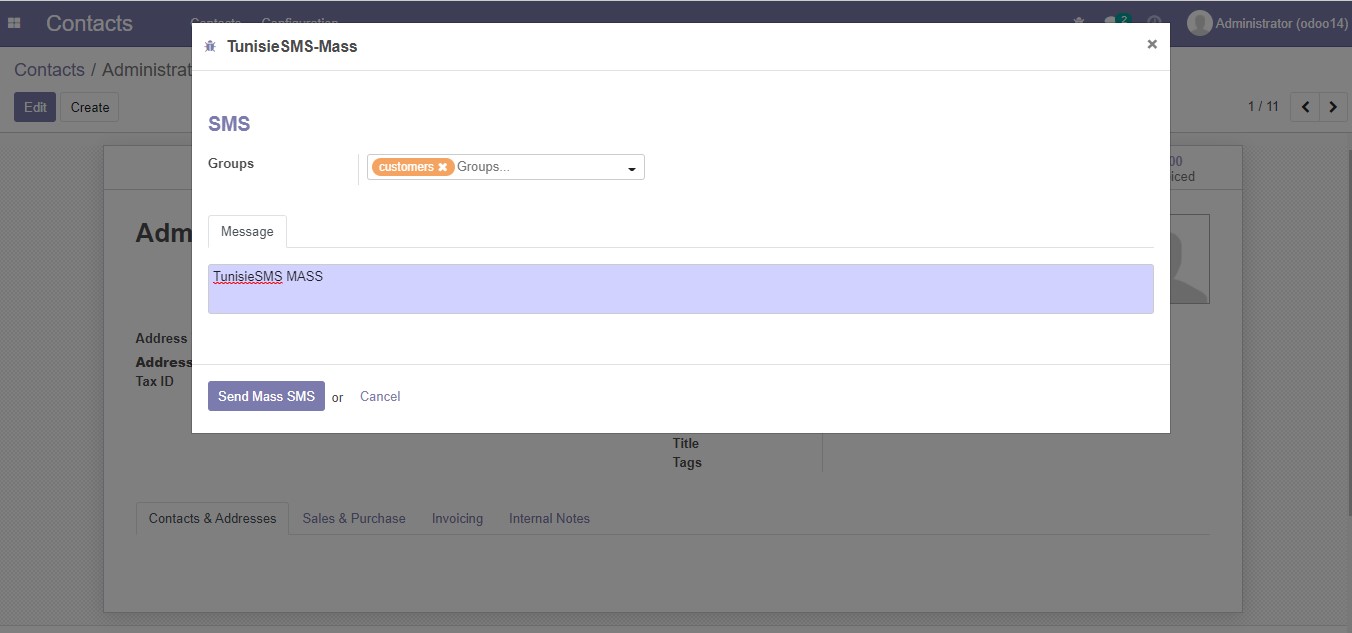 Contacts
Contacts Configuration
2
Administrator (odoo14)
Contacts / Administrat
Edit
Create
1 / 11
TunisieSMS-Mass
SMS
Groups
customers
Groups...
Message
TunisieSMS MASS
Send Mass SMS or Cancel
00
iced
Adm
Address
Address
Tax ID
Title
Tags
Contacts & Addresses
Sales & Purchase
Invoicing
Internal Notes